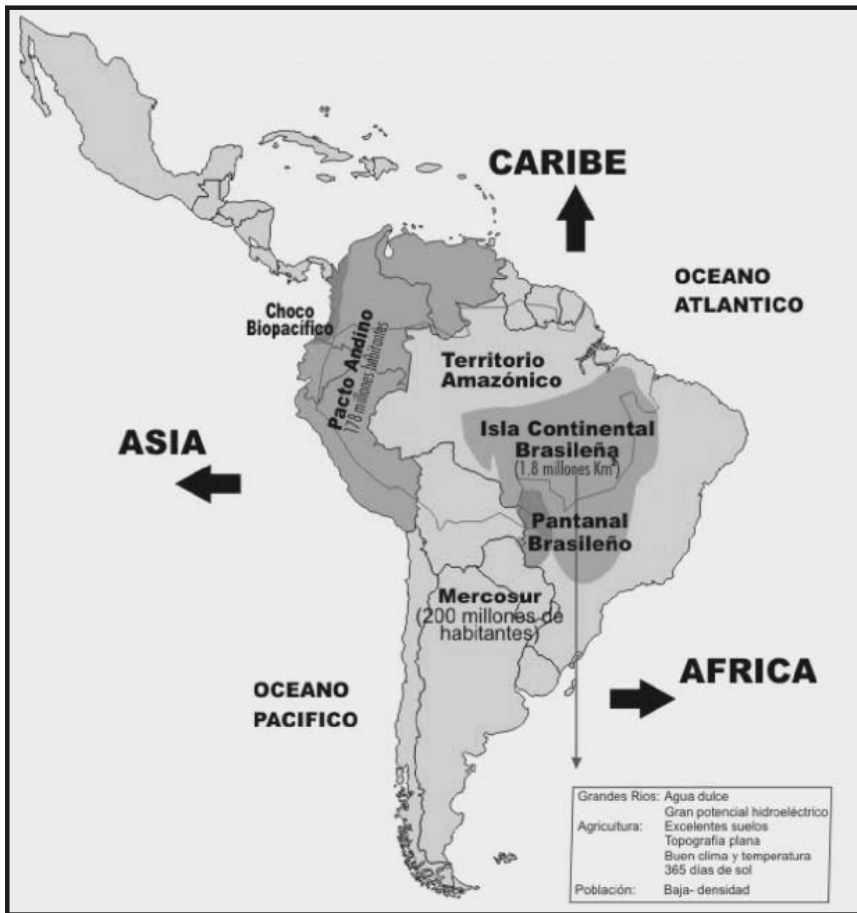 CARIBE
OCEANO
ATLANTICO
Choco
Biopacífico
Pacto Andino
178 millones habitantes
Territorio
Amazónico
ASIA
Isla Continental
Brasileña
(1.8 millones Km²)
Pantanal
Brasileño
Mercosur
(200 millones de
habitantes)
AFRICA
OCEANO
PACIFICO
Grandes Rios: Agua dulce
Gran potencial hidroeléctrico
Agricultura: Excelentes suelos
Topografía plana
Buen clima y temperatura
365 días de sol
Población: Baja- densidad